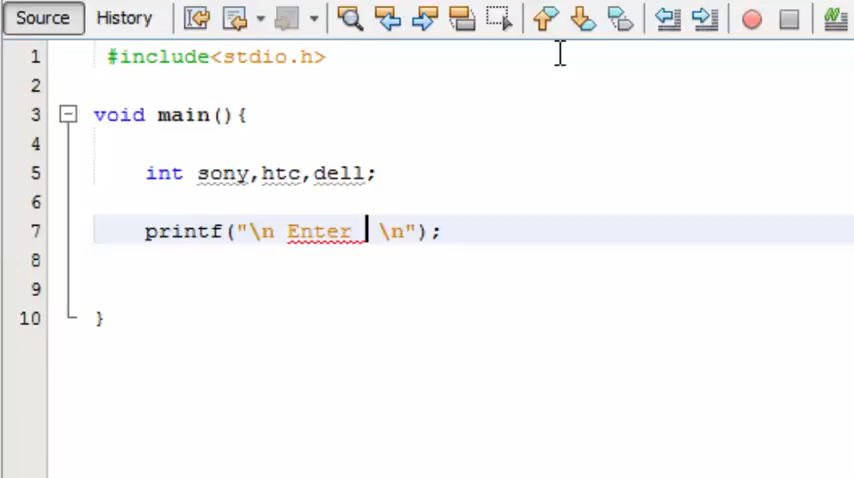 Source History
1 #include<stdio.h>
2
3 void main(){
4
5 int sony,htc,dell;
6
7 printf("\n Enter  \n");
8
9
10 }